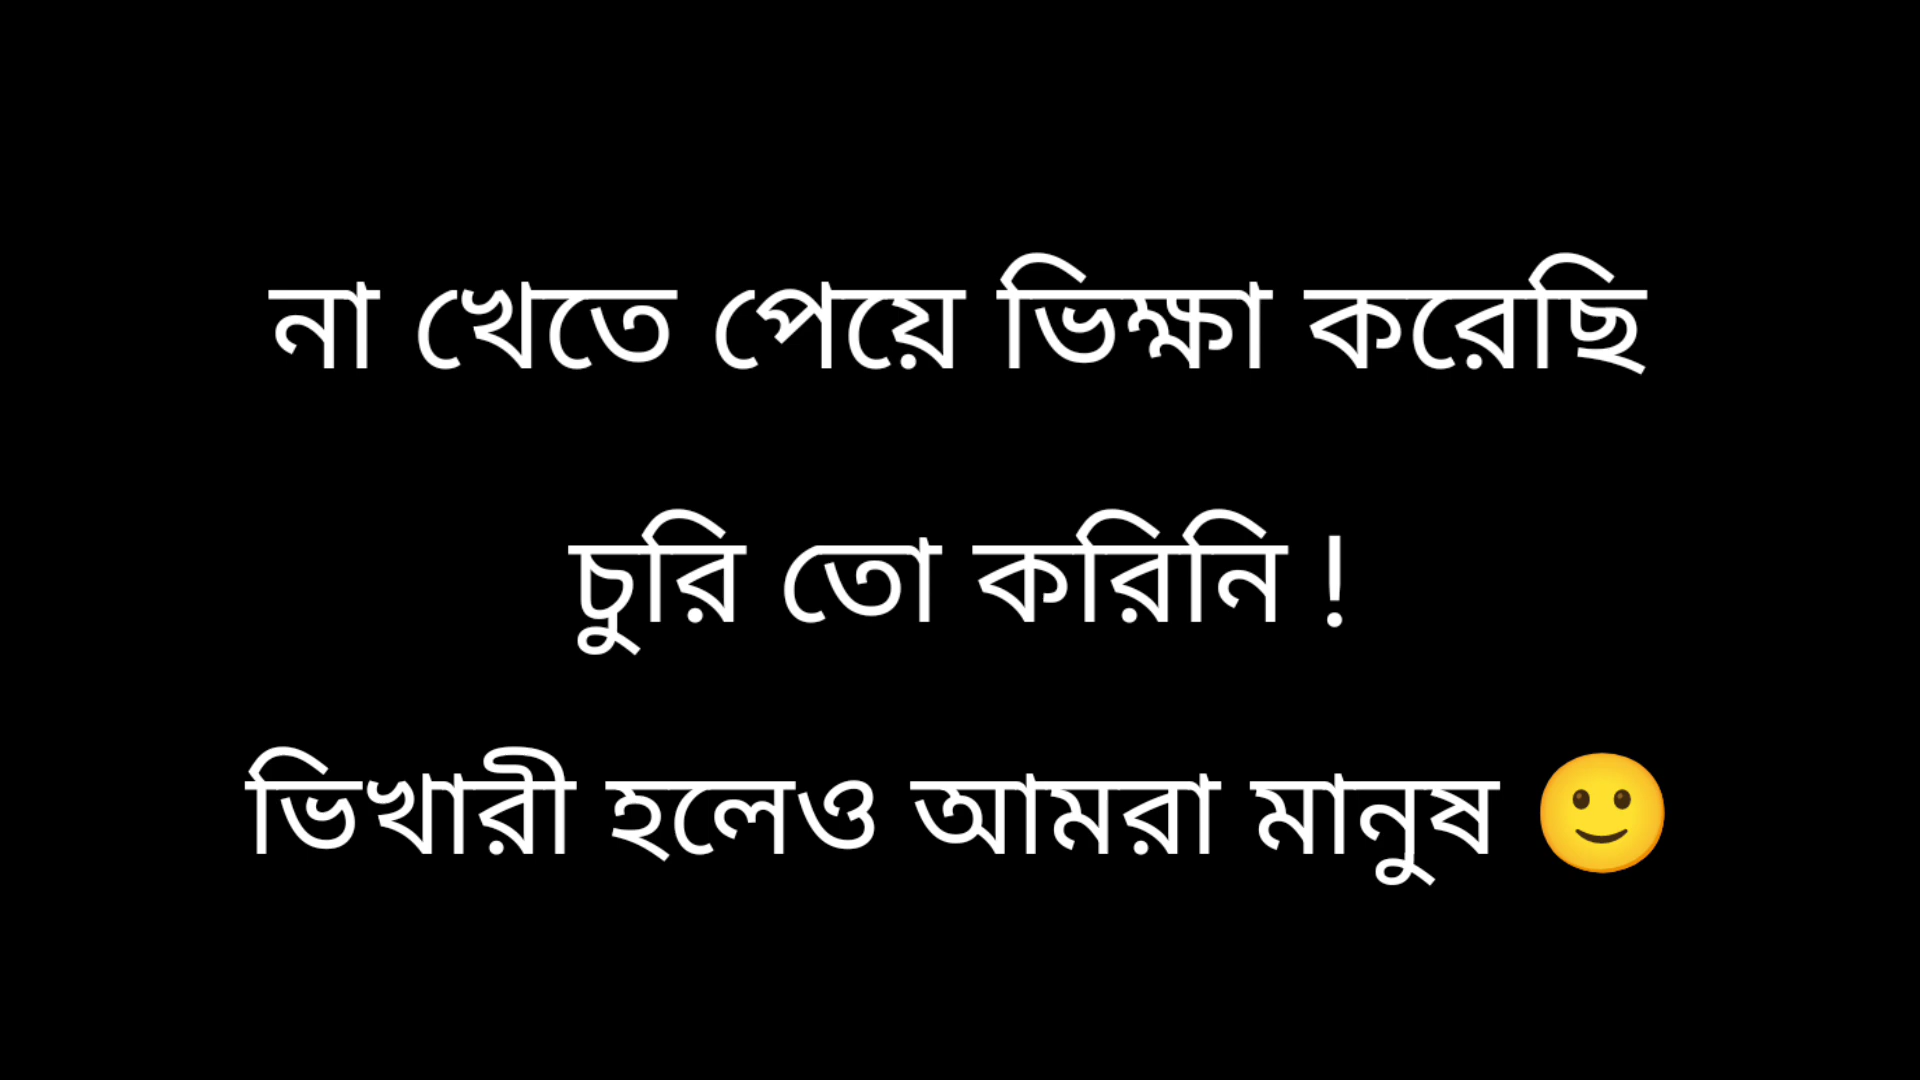 না খেতে পেয়ে ভিক্ষা করেছি
চুরি তো করিনি !
ভিখারী হলেও আমরা মানুষ 🙂